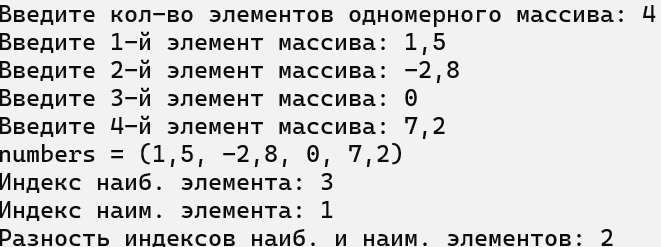 Введите кол-во элементов одномерного массива: 4
Введите 1-й элемент массива: 1,5
Введите 2-й элемент массива: -2,8
Введите 3-й элемент массива: 0
Введите 4-й элемент массива: 7,2
numbers = (1,5, -2,8, 0, 7,2)
Индекс наиб. элемента: 3
Индекс наим. элемента: 1
Разность индексов наиб. и наим. элементов: 2